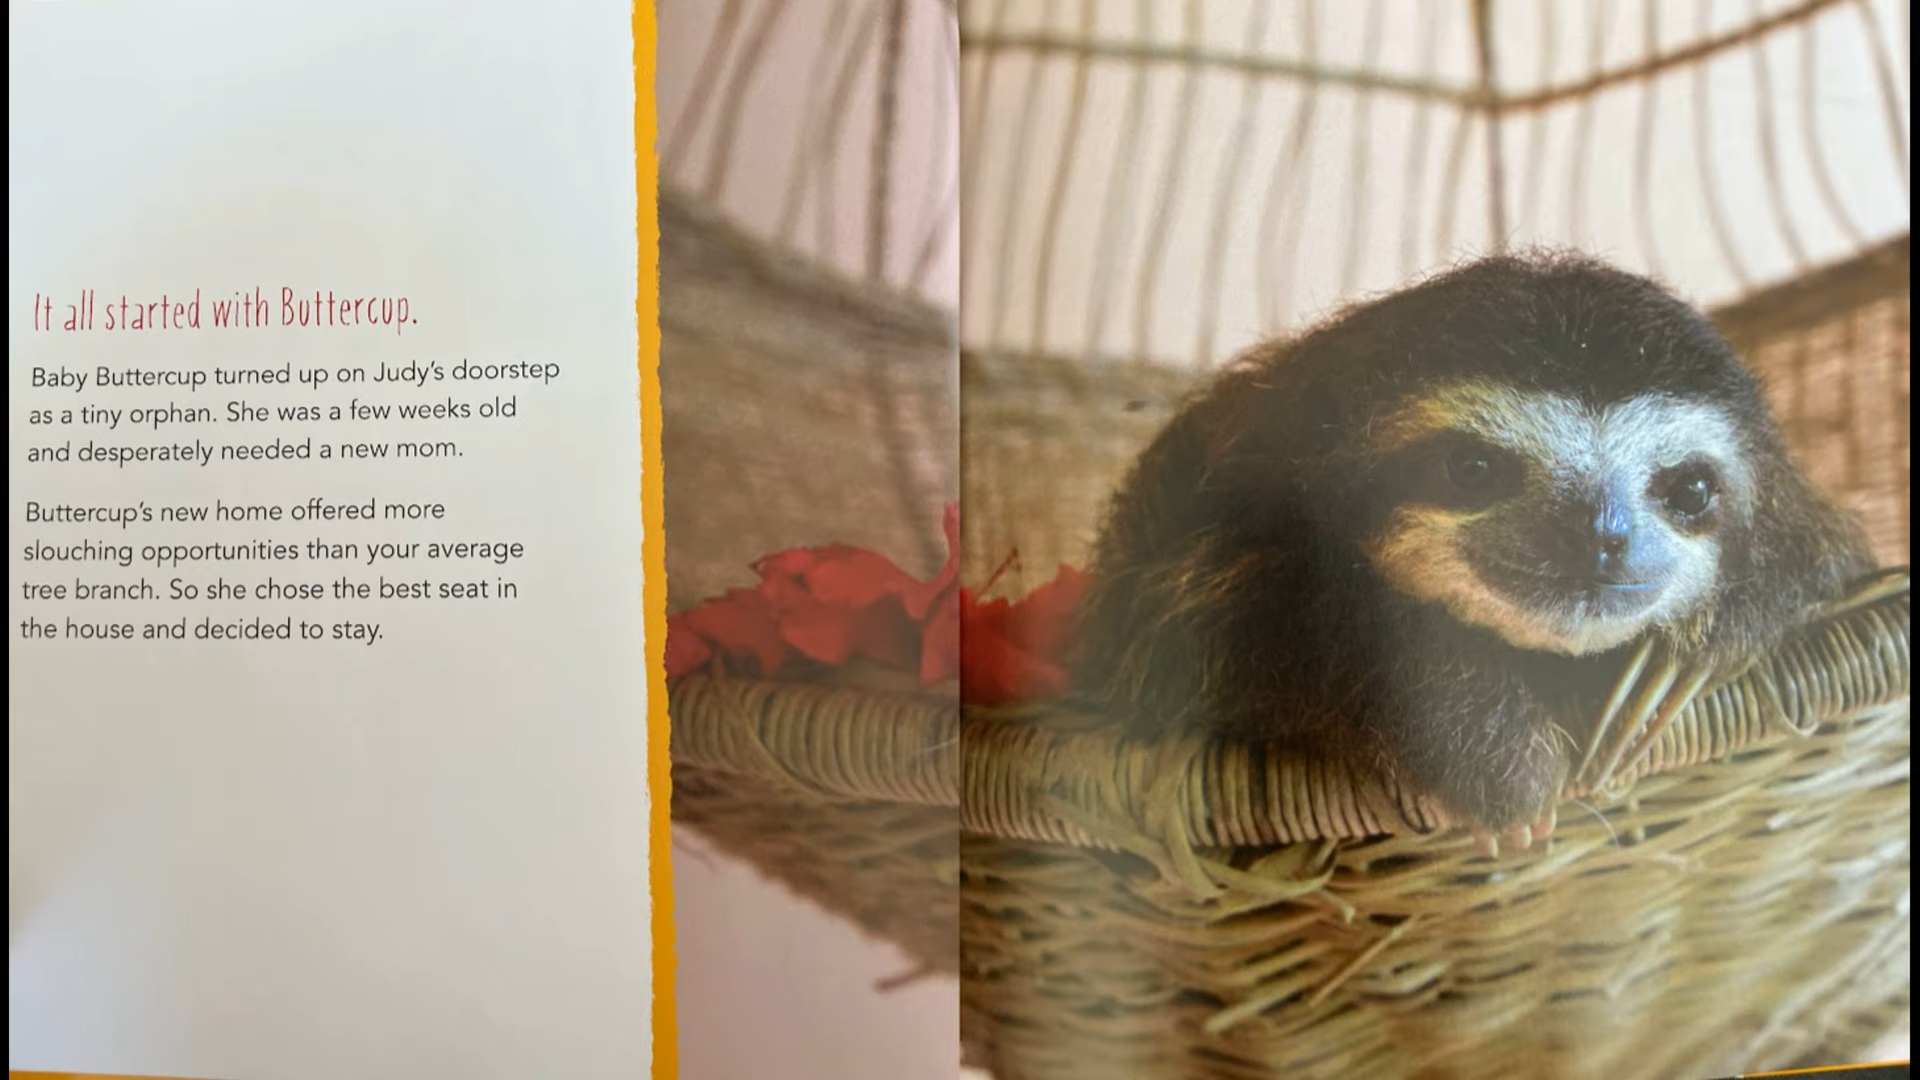 It all started with Buttercup.
Baby Buttercup turned up on Judy's doorstep
as a tiny orphan. She was a few weeks old
and desperately needed a new mom.
Buttercup's new home offered more
slouching opportunities than your average
tree branch. So she chose the best seat in
the house and decided to stay.